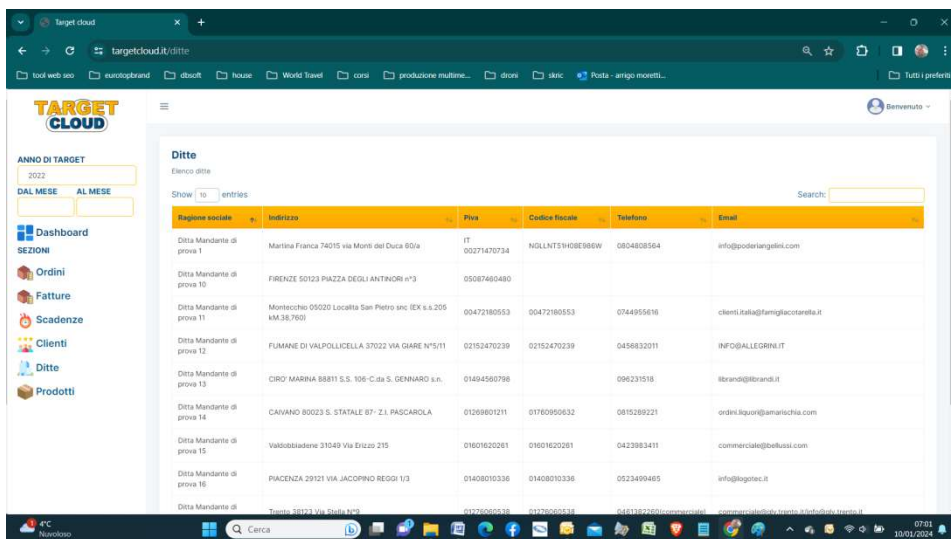 Target cloud
targetcloud.it/ditte
tool web seo eurotopbrand dbsoft house World Travel corsi produzione multime... droni skric Posta - arrigo moretti... Tutti i preferiti
TARGET
CLOUD
Benvenuto
ANNO DI TARGET
2022
DAL MESE AL MESE
Dashboard
SEZIONI
Ordini
Fatture
Scadenze
Clienti
Ditte
Prodotti
Ditte
Elenco ditte
Show 10 entries Search:
Ragione sociale Indirizzo Piva Codice fiscale Telefono Email
Ditta Mandante di prova 1 Martina Franca 74015 via Monti del Duca 60/a IT 00271470734 NGLLNT51H08E986W 0804808564 info@poderiangelini.com
Ditta Mandante di prova 10 FIRENZE 50123 PIAZZA DEGLI ANTINORI n°3 05087460480
Ditta Mandante di prova 11 Montecchio 05020 Localita San Pietro snc (EX s.s.205 kM.38,760) 00472180553 00472160553 0744955616 clienti.italia@famigliacotarella.it
Ditta Mandante di prova 12 FUMANE DI VALPOLLICELLA 37022 VIA GIARE N°5/11 02152470239 02152470239 0456832011 INFO@ALLEGRINI.IT
Ditta Mandante di prova 13 CIRO' MARINA 88811 S.S. 106-C.da S. GENNARO s.n. 01494560798 096231518 librandi@librandi.it
Ditta Mandante di prova 14 CAIVANO 80023 S. STATALE 87- Z.I. PASCAROLA 01269801211 01760950632 0815289221 ordini.liquori@amarischia.com
Ditta Mandante di prova 15 Valdobbiadene 31049 Via Erizzo 215 01601620261 01601620261 0423983411 commerciale@bellussi.com
Ditta Mandante di prova 16 PIACENZA 29121 VIA JACOPINO REGGI 1/3 01408010336 01408010336 0523499465 info@logotec.it
Ditta Mandante di Trento 38123 Via Stella N°9 01276060538 01276060538 0461382260(commerciale)
4°C
Nuvoloso
Cerca
07:01
10/01/2024